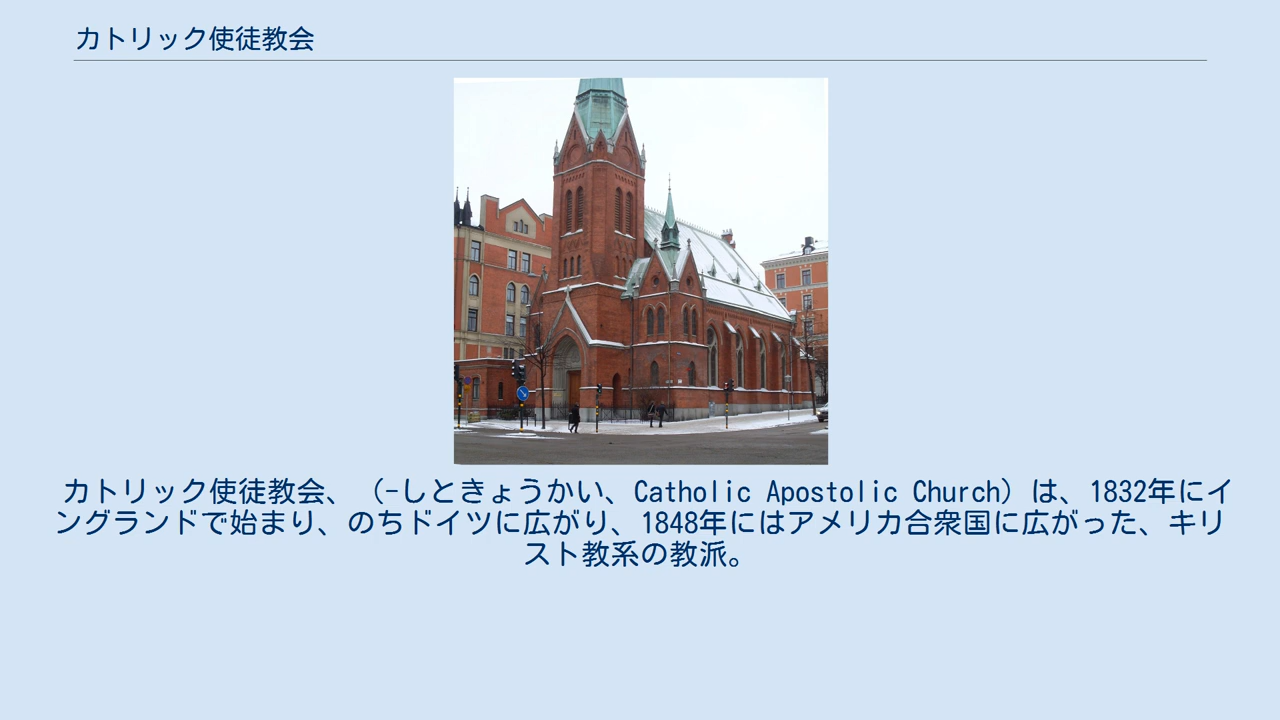 カトリック使徒教会
カトリック使徒教会、（-しときょうかい、Catholic Apostolic Church）は、1832年にイ
ングランドで始まり、のちドイツに広がり、1848年にはアメリカ合衆国に広がった、キリ
スト教系の教派。